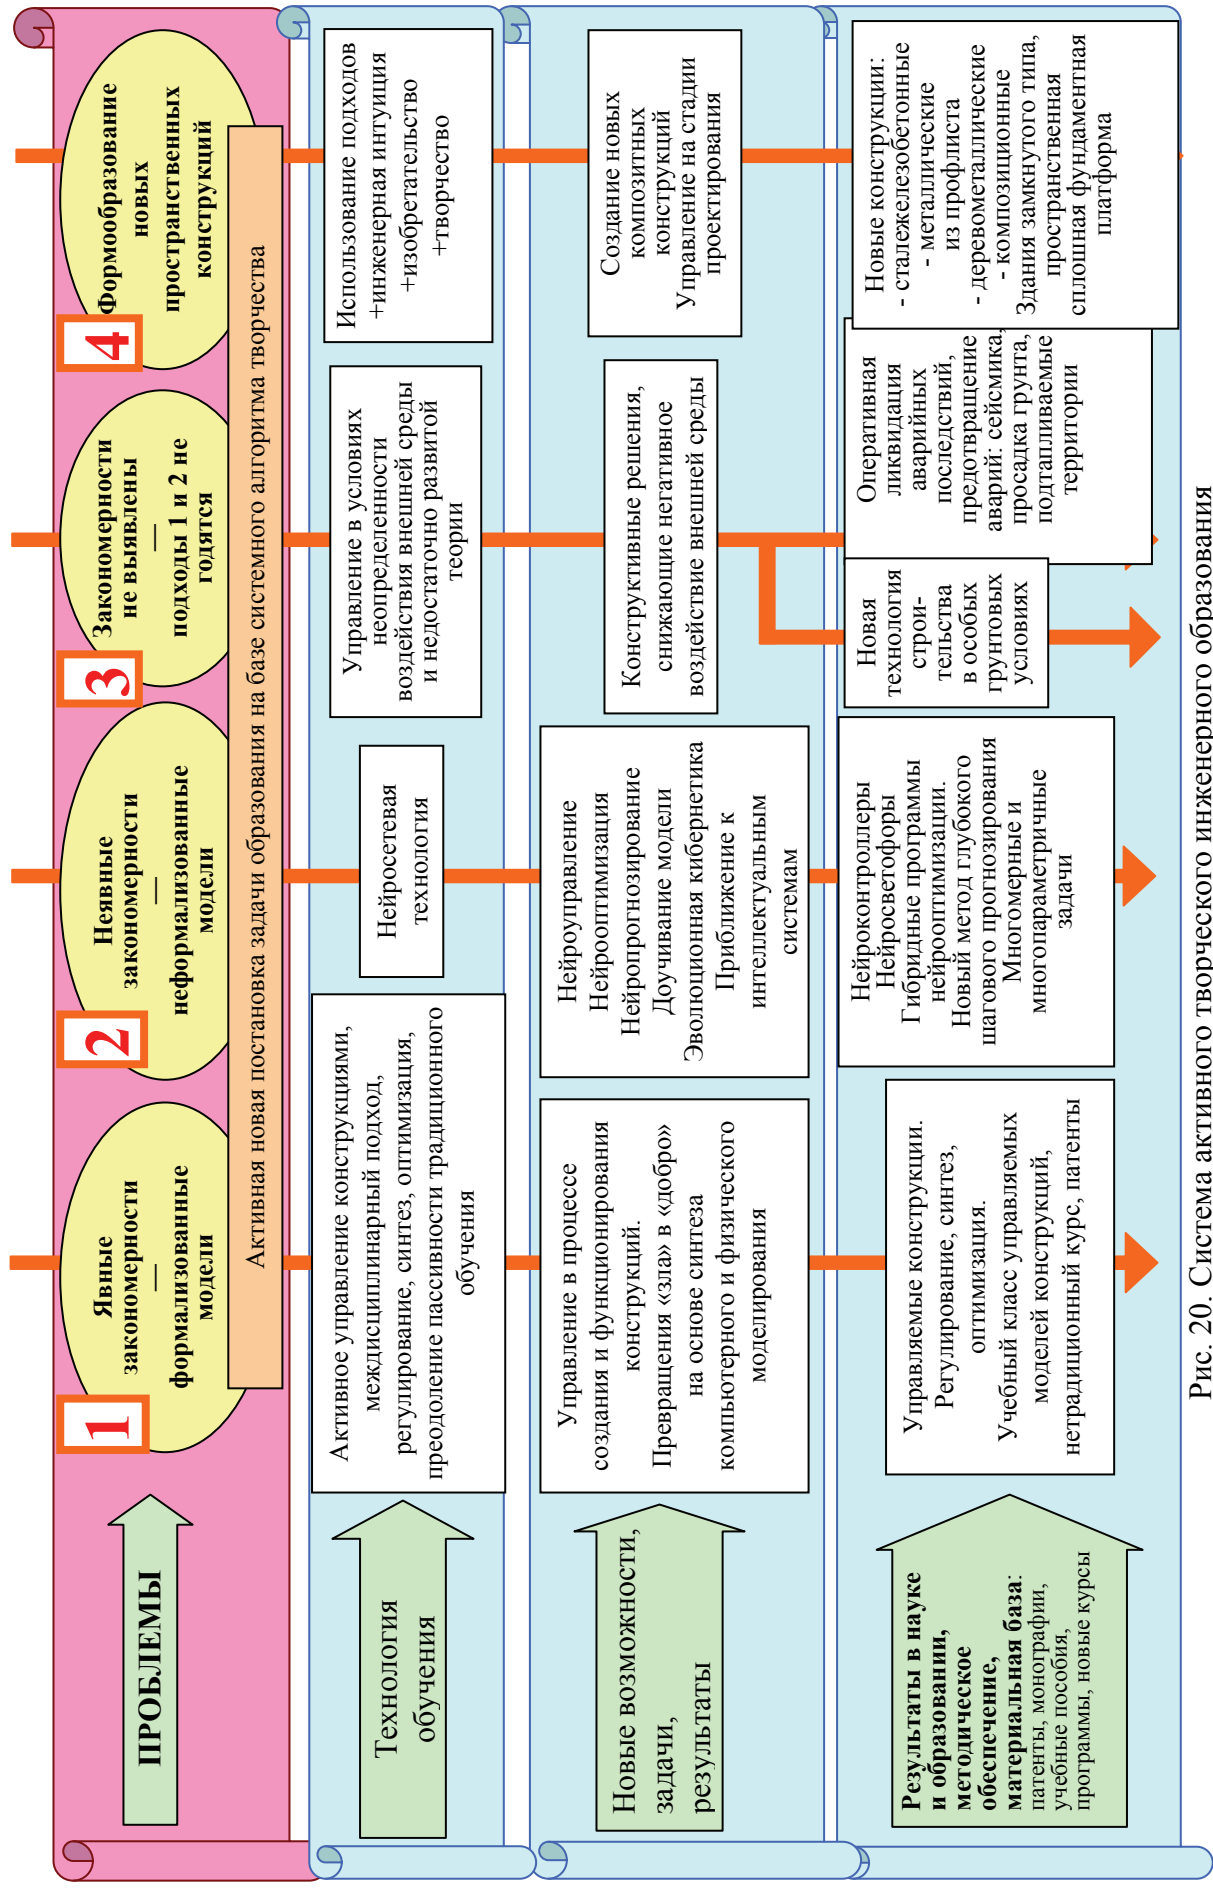 ПРОБЛЕМЫ
1
Явные
закономерности
—
формализованные
модели
2
Неявные
закономерности
—
неформализованные
модели
3
Закономерности
не выявлены
—
подходы 1 и 2 не
годятся
4
Формообразование
новых
пространственных
конструкций
Активная новая постановка задачи образования на базе системного алгоритма творчества
Технология
обучения
Активное управление конструкциями,
междисциплинарный подход,
регулирование, синтез, оптимизация,
преодоление пассивности традиционного
обучения
Нейросетевая
технология
Управление в условиях
неопределенности
воздействия внешней среды
и недостаточно развитой
теории
Использование подходов
+инженерная интуиция
+изобретательство
+творчество
Новые возможности,
задачи,
результаты
Управление в процессе
создания и функционирования
конструкций.
Превращения «зла» в «добро»
на основе синтеза
компьютерного и физического
моделирования
Нейроуправление
Нейрооптимизация
Нейропрогнозирование
Доучивание модели
Эволюционная кибернетика
Приближение к
интеллектуальным
системам
Конструктивные решения,
снижающие негативное
воздействие внешней среды
Создание новых
композитных
конструкций
Управление на стадии
проектирования
Результаты в науке
и образовании,
методическое
обеспечение,
материальная база:
патенты, монографии,
учебные пособия,
программы, новые курсы
Управляемые конструкции.
Регулирование, синтез,
оптимизация.
Учебный класс управляемых
моделей конструкций,
нетрадиционный курс, патенты
Нейроконтроллеры
Нейросветофоры
Гибридные программы
нейрооптимизации.
Новый метод глубокого
шагового прогнозирования
Многомерные и
многопараметричные
задачи
Новая
технология
строи-
тельства
в особых
грунтовых
условиях
Оперативная
ликвидация
аварийных
последствий,
предотвращение
аварий: сейсмика,
просадка грунта,
подтапливаемые
территории
Новые конструкции:
- сталежелезобетонные
- металлические
из профлиста
- деревометаллические
- композиционные
Здания замкнутого типа,
пространственная
сплошная фундаментная
платформа
Рис. 20. Система активного творческого инженерного образования